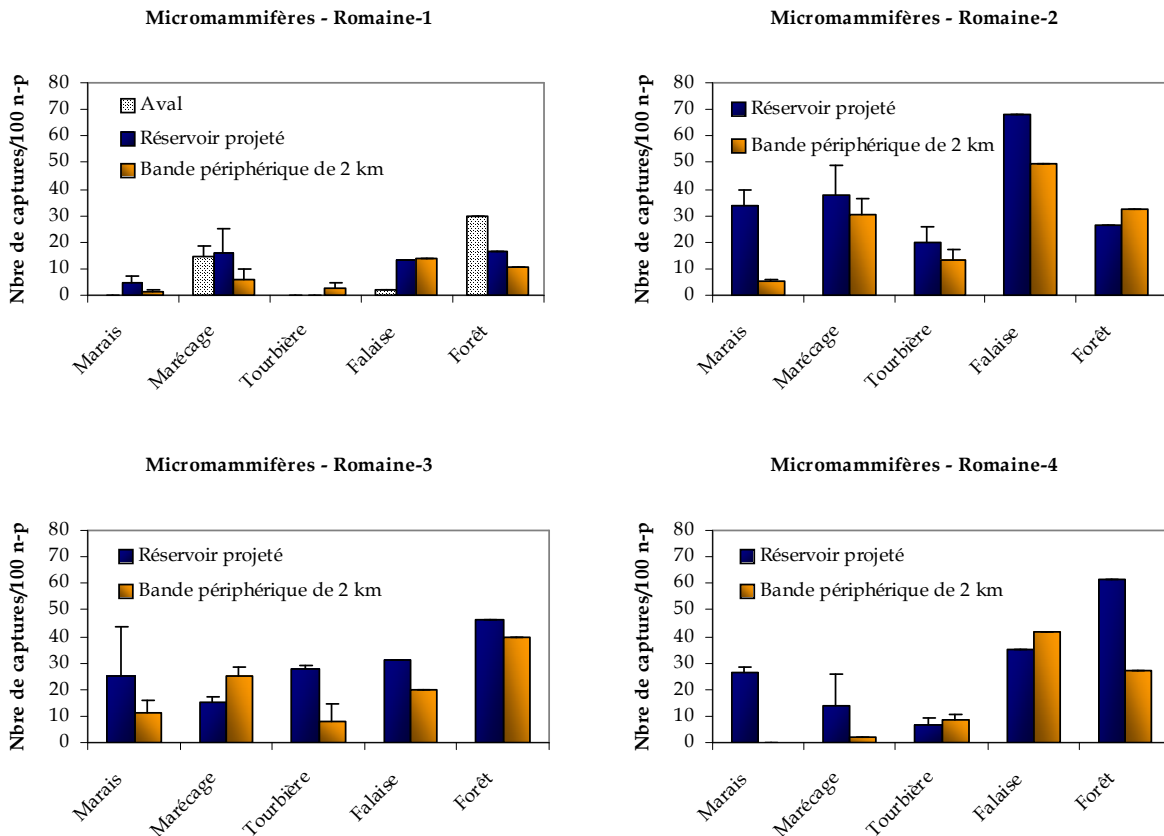 Micromammifères - Romaine-1
Nbre de captures/100 n-p
80
70
60
50
40
30
20
10
0
Aval
Réservoir projeté
Bande périphérique de 2 km
Marais
Marécage
Tourbière
Falaise
Forêt
Micromammifères - Romaine-2
Nbre de captures/100 n-p
80
70
60
50
40
30
20
10
0
Réservoir projeté
Bande périphérique de 2 km
Marais
Marécage
Tourbière
Falaise
Forêt
Micromammifères - Romaine-3
Nbre de captures/100 n-p
80
70
60
50
40
30
20
10
0
Réservoir projeté
Bande périphérique de 2 km
Marais
Marécage
Tourbière
Falaise
Forêt
Micromammifères - Romaine-4
Nbre de captures/100 n-p
80
70
60
50
40
30
20
10
0
Réservoir projeté
Bande périphérique de 2 km
Marais
Marécage
Tourbière
Falaise
Forêt